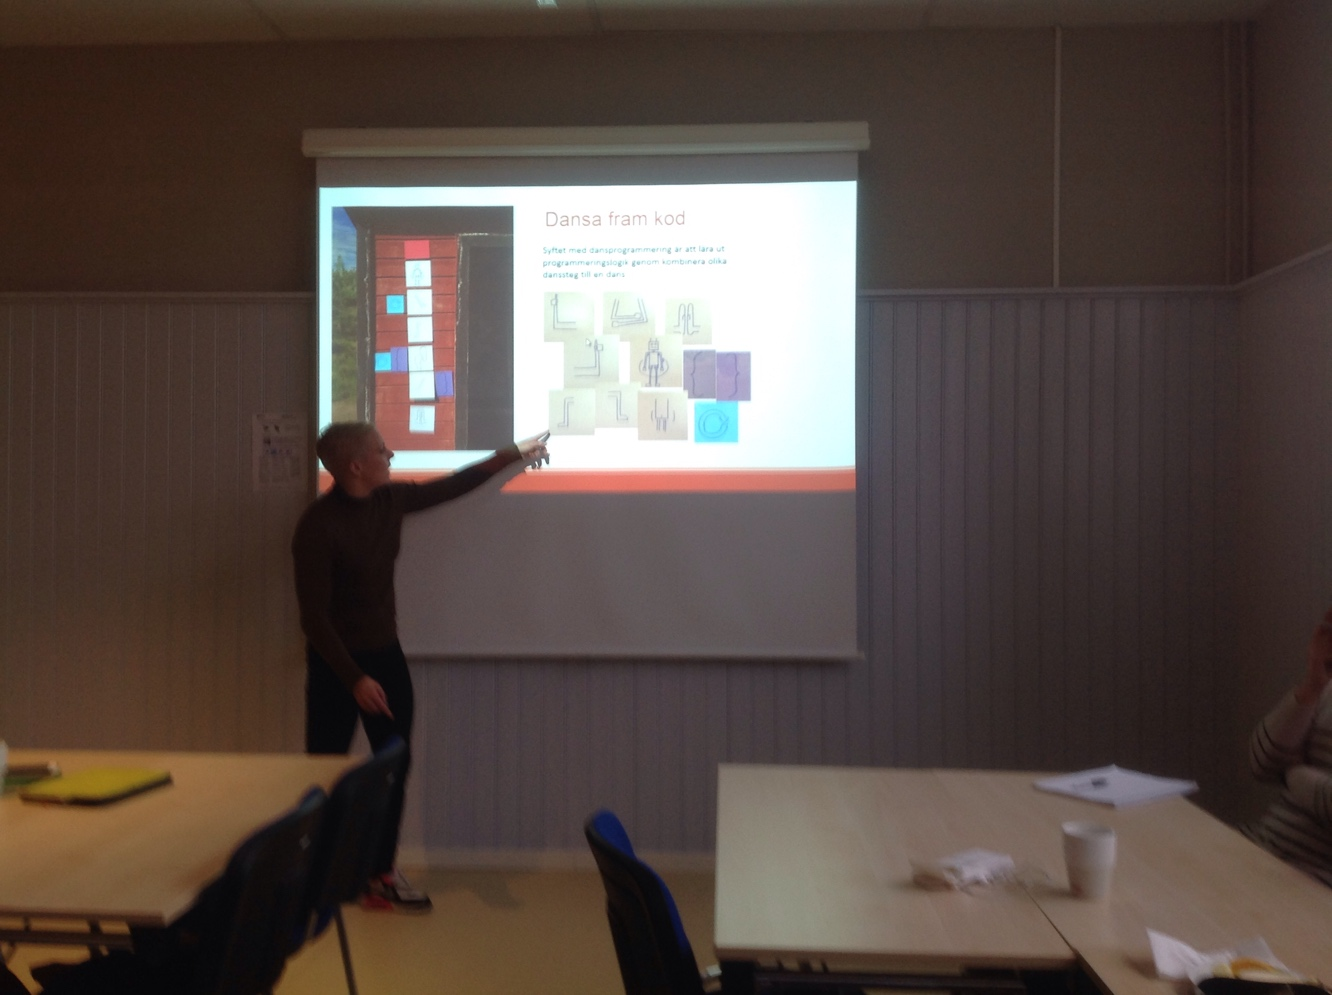 Dansa fram kod
Syftet med dansprogrammering är att lära ut
programmeringslogik genom kombinera olika
danssteg till en dans